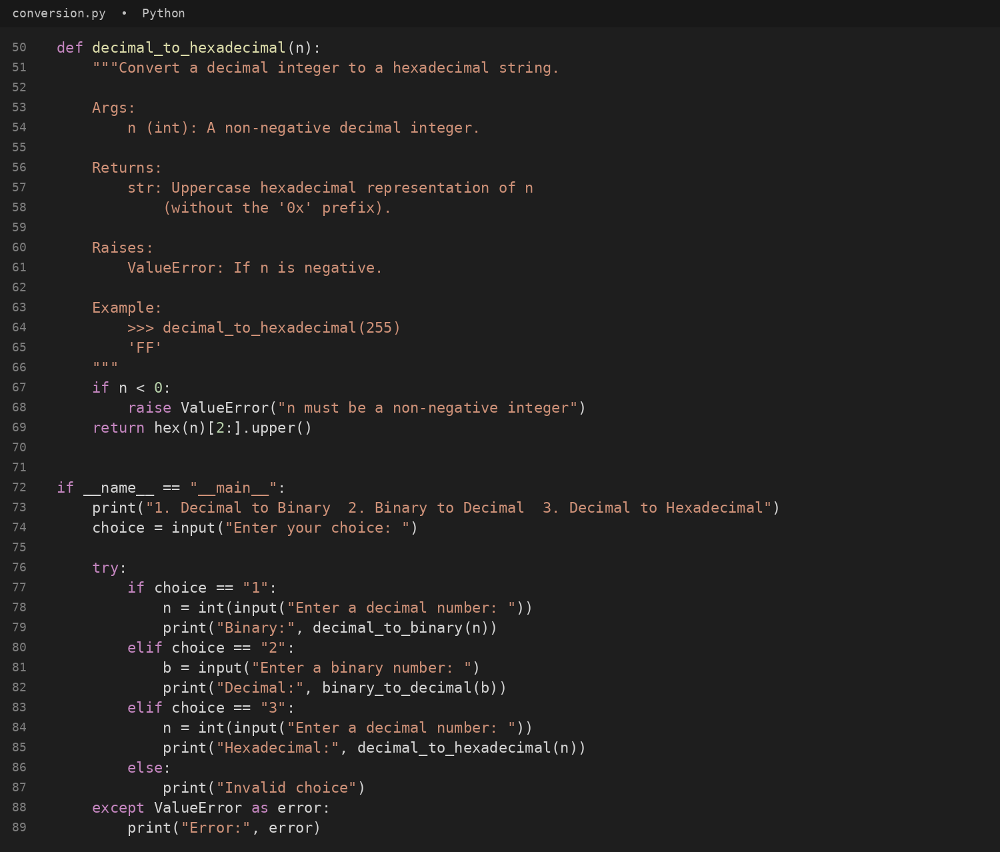 conversion.py • Python
50 def decimal_to_hexadecimal(n):
51     """Convert a decimal integer to a hexadecimal string.
52
53     Args:
54         n (int): A non-negative decimal integer.
55
56     Returns:
57         str: Uppercase hexadecimal representation of n
58             (without the '0x' prefix).
59
60     Raises:
61         ValueError: If n is negative.
62
63     Example:
64         >>> decimal_to_hexadecimal(255)
65         'FF'
66     """
67     if n < 0:
68         raise ValueError("n must be a non-negative integer")
69     return hex(n)[2:].upper()
70
71
72 if __name__ == "__main__":
73     print("1. Decimal to Binary  2. Binary to Decimal  3. Decimal to Hexadecimal")
74     choice = input("Enter your choice: ")
75
76     try:
77         if choice == "1":
78             n = int(input("Enter a decimal number: "))
79             print("Binary:", decimal_to_binary(n))
80         elif choice == "2":
81             b = input("Enter a binary number: ")
82             print("Decimal:", binary_to_decimal(b))
83         elif choice == "3":
84             n = int(input("Enter a decimal number: "))
85             print("Hexadecimal:", decimal_to_hexadecimal(n))
86         else:
87             print("Invalid choice")
88     except ValueError as error:
89         print("Error:", error)